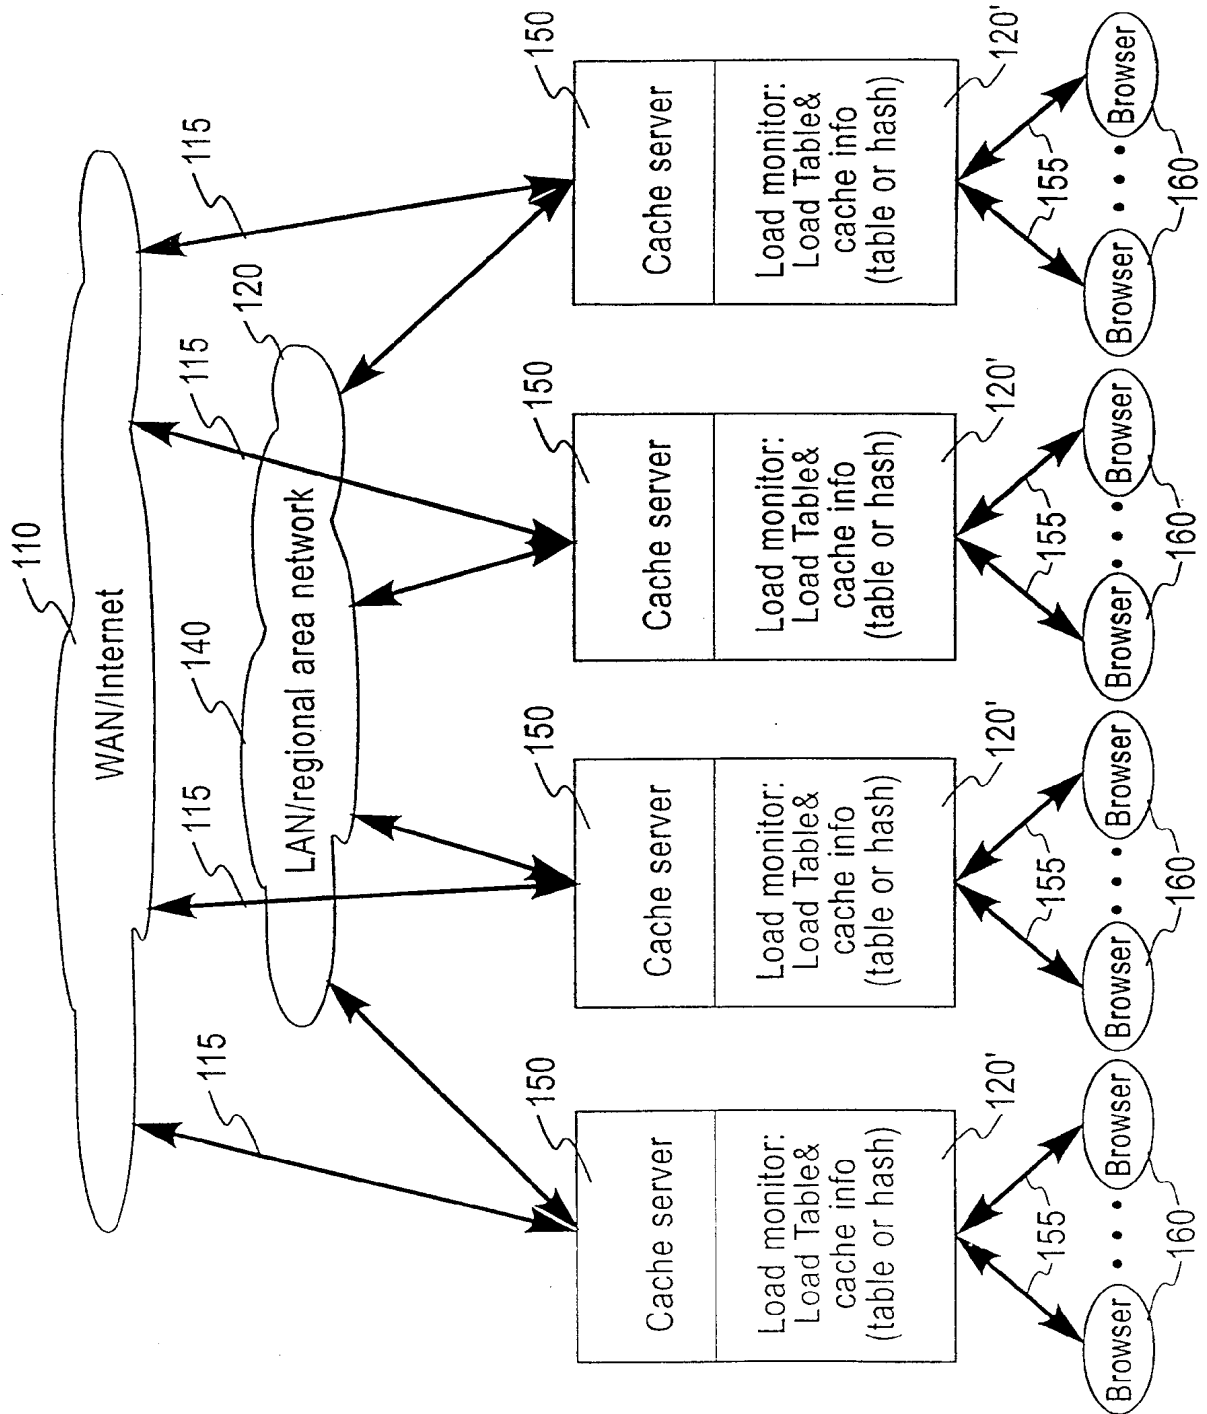 110
WAN/Internet
115
115
115
115
140
120
LAN/regional area network
150
150
150
150
Cache server
Load monitor:
Load Table&
cache info
(table or hash)
120'
Cache server
Load monitor:
Load Table&
cache info
(table or hash)
120'
Cache server
Load monitor:
Load Table&
cache info
(table or hash)
120'
Cache server
Load monitor:
Load Table&
cache info
(table or hash)
120'
155
155
155
155
Browser
Browser
Browser
Browser
Browser
Browser
Browser
Browser
160
160
160
160
160
160
160
160